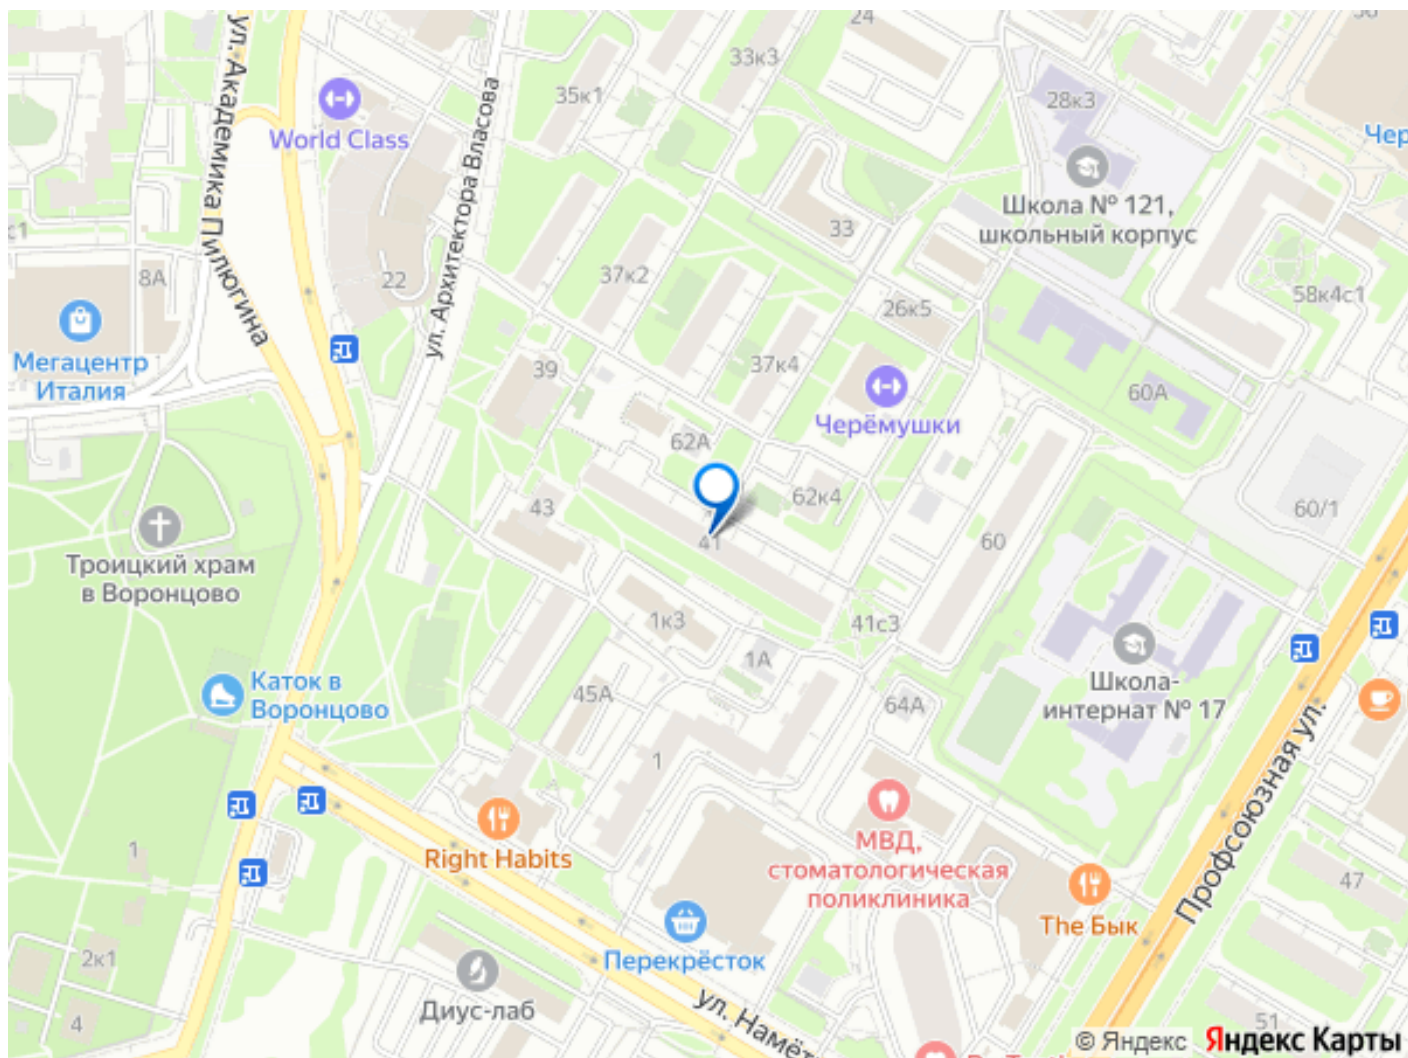 24
33к3
35к1
28к3
ул. Академика Пилюгина
World Class
ул. Архитектора Власова
Школа № 121,
школьный корпус
33
с1
8А
22
37к2
26к5
58к4с1
Мегацентр
Италия
39
37к4
60А
Черёмушки
62А
43
62к4
60/1
41
60
Троицкий храм
в Воронцово
1к3
41с3
1А
Каток в
Воронцово
45А
64А
Школа-
интернат № 17
1
Профсоюзная ул.
Right Habits
МВД,
стоматологическая
поликлиника
1
47
The Бык
Перекрёсток
2к1
Диус-лаб
4
51
© Яндекс Яндекс Карты